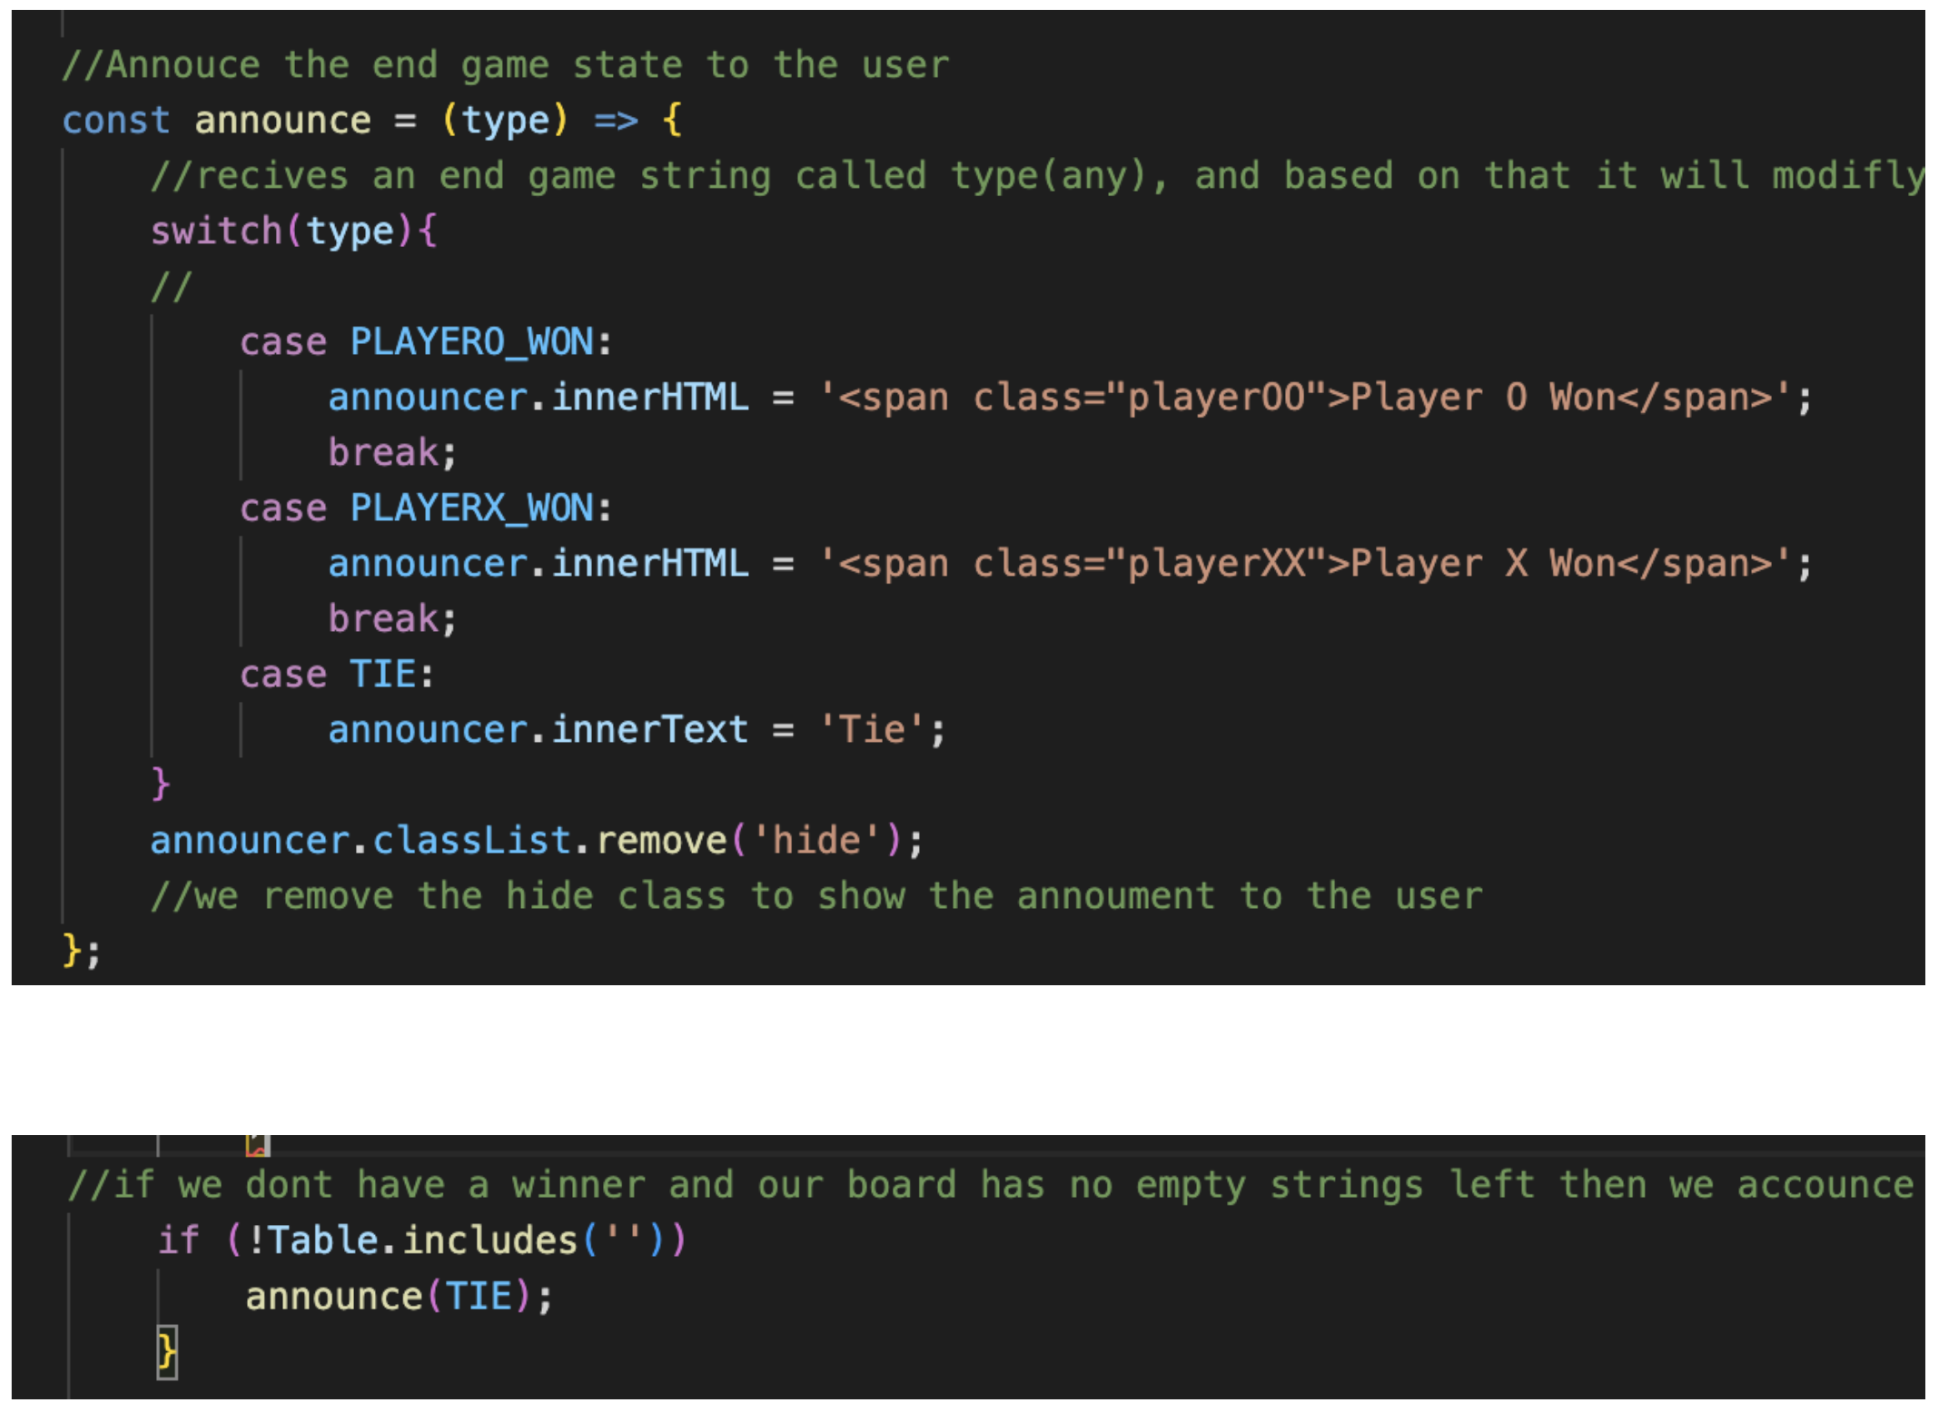 //Annouce the end game state to the user
const announce = (type) => {
//recives an end game string called type(any), and based on that it will modifly
switch(type){
//
case PLAYERO_WON:
announcer.innerHTML = '<span class="playerOO">Player O Won</span>';
break;
case PLAYERX_WON:
announcer.innerHTML = '<span class="playerXX">Player X Won</span>';
break;
case TIE:
announcer.innerText = 'Tie';
}
announcer.classList.remove('hide');
//we remove the hide class to show the annoument to the user
};
//if we dont have a winner and our board has no empty strings left then we accounce
if (!Table.includes(''))
announce(TIE);
}